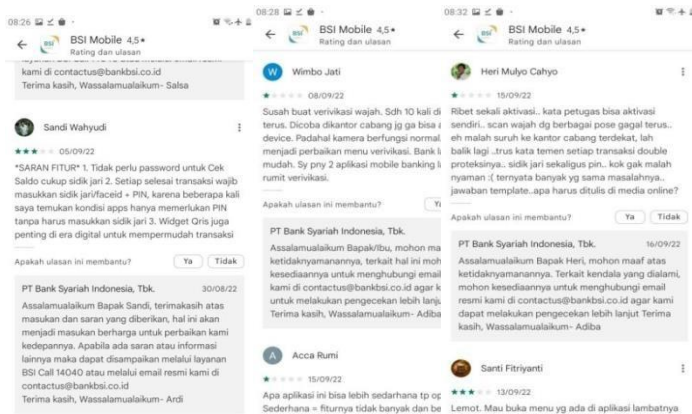 08:26
BSI Mobile 4,5★
Rating dan ulasan
kami di contactus@bankbsi.co.id
Terima kasih, Wassalamualaikum- Salsa
Sandi Wahyudi
05/09/22
*SARAN FITUR* 1. Tidak perlu password untuk Cek
Saldo cukup sidik jari 2. Setiap selesai transaksi wajib
masukkan sidik jari/faceid + PIN, karena beberapa kali
saya temukan kondisi apps hanya memerlukan PIN
tanpa harus masukkan sidik jari 3. Widget Qris juga
penting di era digital untuk mempermudah transaksi
Apakah ulasan ini membantu?
Ya
Tidak
PT Bank Syariah Indonesia, Tbk.
30/08/22
Assalamualaikum Bapak Sandi, terimakasih atas
masukan dan saran yang diberikan, hal ini akan
menjadi masukan berharga untuk perbaikan kami
kedepannya. Apabila ada saran atau informasi
lainnya maka dapat disampaikan melalui layanan
BSI Call 14040 atau melalui email resmi kami di
contactus@bankbsi.co.id
Terima kasih, Wassalamualaikum- Ardi
08:28
BSI Mobile 4,5★
Rating dan ulasan
W
Wimbo Jati
08/09/22
Susah buat verivikasi wajah. Sdh 10 kali di
terus. Dicoba dikantor cabang jg ga bisa
device. Padahal kamera berfungsi normal
menjadi perbaikan menu verivikasi. Bank
mudah. Sy pny 2 aplikasi mobile banking
rumit verivikasi.
Apakah ulasan ini membantu?
PT Bank Syariah Indonesia, Tbk.
Assalamualaikum Bapak/Ibu, mohon
ketidaknyamanannya, terkait hal ini
kesediaannya untuk menghubungi email
kami di contactus@bankbsi.co.id agar
untuk melakukan pengecekan lebih
Terima kasih, Wassalamualaikum- Adiba
A
Acca Rumi
15/09/22
Apa aplikasi ini bisa lebih sedarhana tp
Sederhana = fiturnya tidak banyak dan
08:32
BSI Mobile 4,5★
Rating dan ulasan
Heri Mulyo Cahyo
15/09/22
Ribet sekali aktivasi.. kata petugas bisa aktivasi
sendiri.. scan wajah dg berbagai pose gagal terus..
eh malah suruh ke kantor cabang terdekat, lah
balik lagi ..trus kata temen setiap transaksi double
proteksinya.. sidik jari sekaligus pin.. kok gak malah
nyaman :( ternyata banyak yg sama masalahnya..
jawaban template..apa harus ditulis di media online?
Apakah ulasan ini membantu?
Ya
Tidak
PT Bank Syariah Indonesia, Tbk.
16/09/22
Assalamualaikum Bapak Heri, mohon maaf atas
ketidaknyamanannya. Terkait kendala yang dialami,
mohon kesediaannya untuk menghubungi email
resmi kami di contactus@bankbsi.co.id agar kami
dapat melakukan pengecekan lebih lanjut Terima
kasih, Wassalamualaikum- Adiba
Santi Fitriyanti
13/09/22
Lemot. Mau buka menu yg ada di aplikasi lambatnya